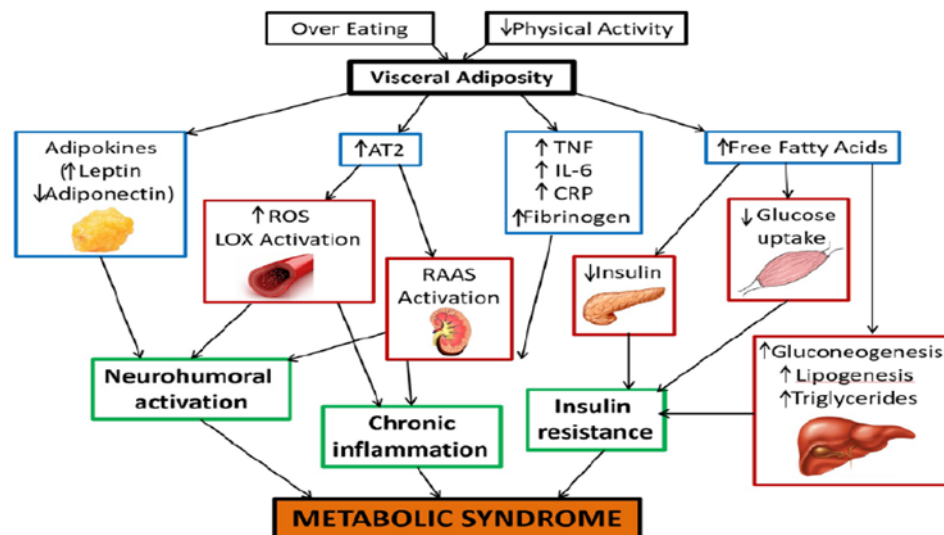 Over Eating
↓Physical Activity
Visceral Adiposity
Adipokines
(↑Leptin
↓Adiponectin)
↑AT2
↑ TNF
↑ IL-6
↑ CRP
↑Fibrinogen
↑Free Fatty Acids
↑ROS
LOX Activation
RAAS
Activation
↓Insulin
↓ Glucose
uptake
↑Gluconeogenesis
↑ Lipogenesis
↑Triglycerides
Neurohumoral
activation
Chronic
inflammation
Insulin
resistance
METABOLIC SYNDROME